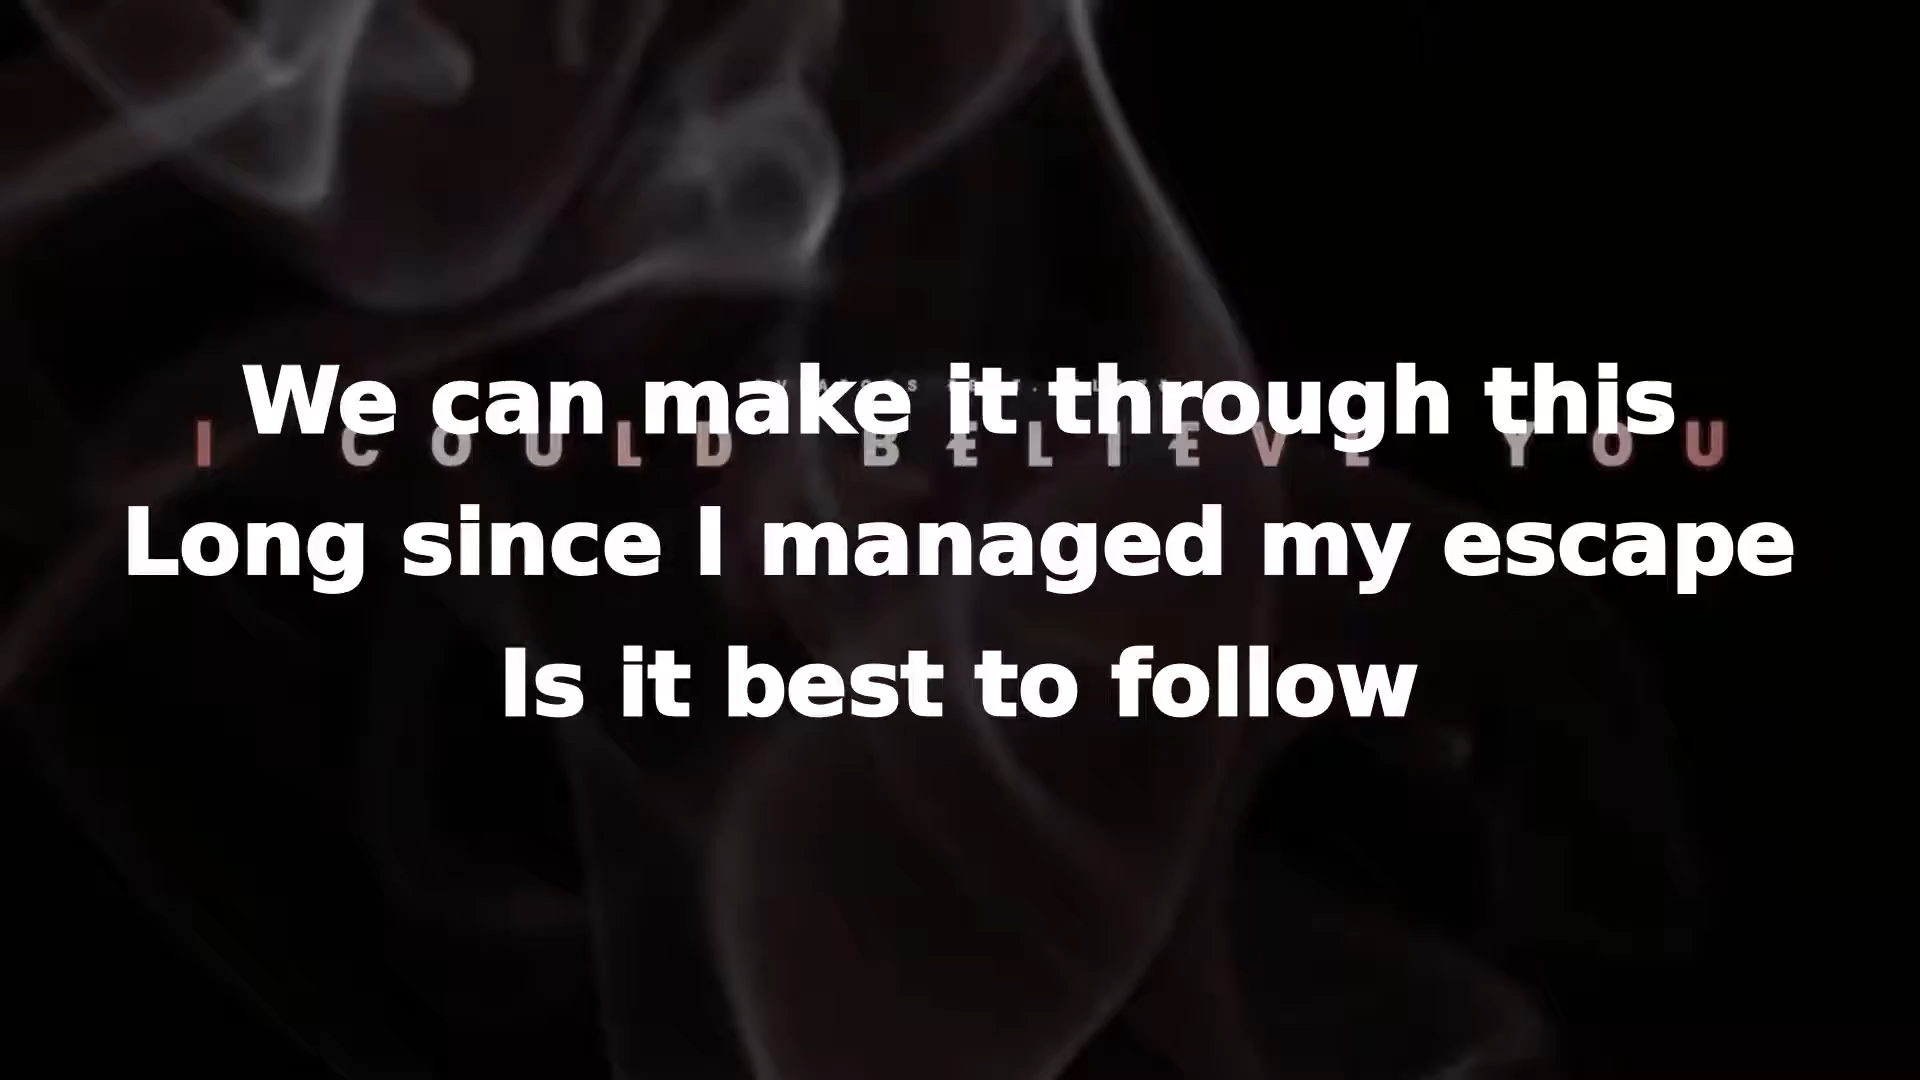 We can make it through this
I COULD BELIEVE YOU
Long since I managed my escape
Is it best to follow